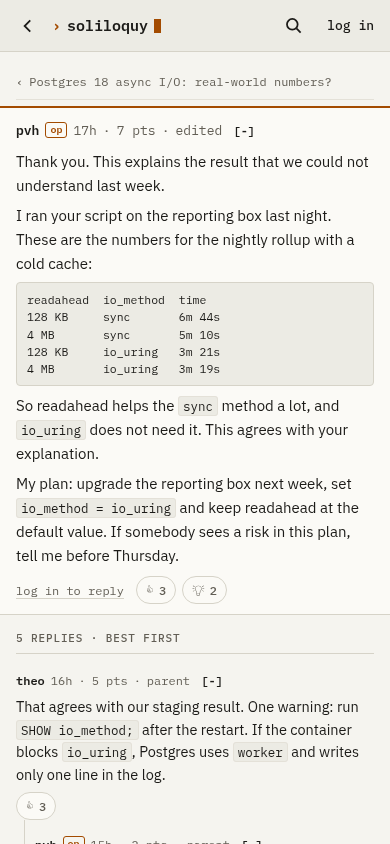 › soliloquy
log in
‹ Postgres 18 async I/O: real-world numbers?
pvh op 17h · 7 pts · edited [-]
Thank you. This explains the result that we could not
understand last week.
I ran your script on the reporting box last night.
These are the numbers for the nightly rollup with a
cold cache:
readahead io_method time
128 KB sync 6m 44s
4 MB sync 5m 10s
128 KB io_uring 3m 21s
4 MB io_uring 3m 19s
So readahead helps the sync method a lot, and
io_uring does not need it. This agrees with your
explanation.
My plan: upgrade the reporting box next week, set
io_method = io_uring and keep readahead at the
default value. If somebody sees a risk in this plan,
tell me before Thursday.
log in to reply 3 2
5 REPLIES · BEST FIRST
theo 16h · 5 pts · parent [-]
That agrees with our staging result. One warning: run
SHOW io_method; after the restart. If the container
blocks io_uring, Postgres uses worker and writes
only one line in the log.
3
pvh op 15h · 3 pts · parent [-]